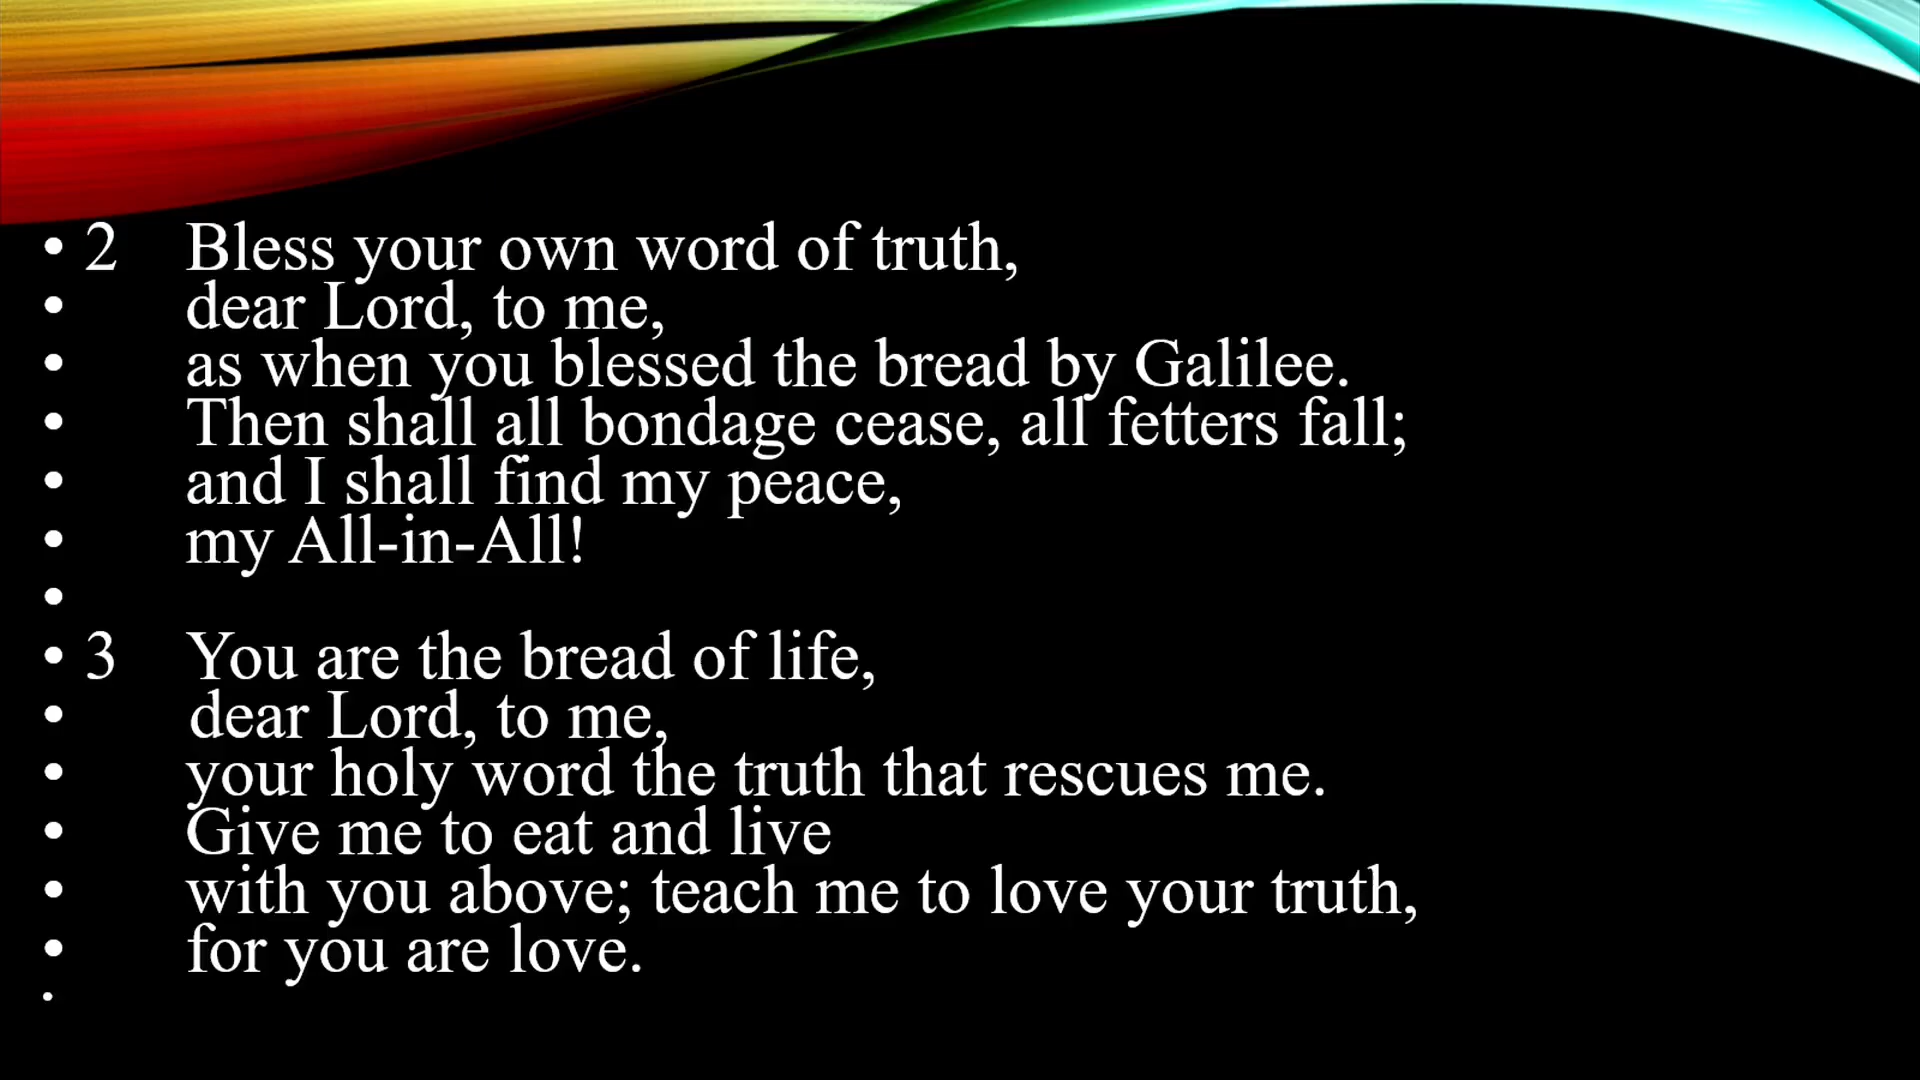 • 2 Bless your own word of truth,
• dear Lord, to me,
• as when you blessed the bread by Galilee.
• Then shall all bondage cease, all fetters fall;
• and I shall find my peace,
• my All-in-All!
•
• 3 You are the bread of life,
• dear Lord, to me,
• your holy word the truth that rescues me.
• Give me to eat and live
• with you above; teach me to love your truth,
• for you are love.
•